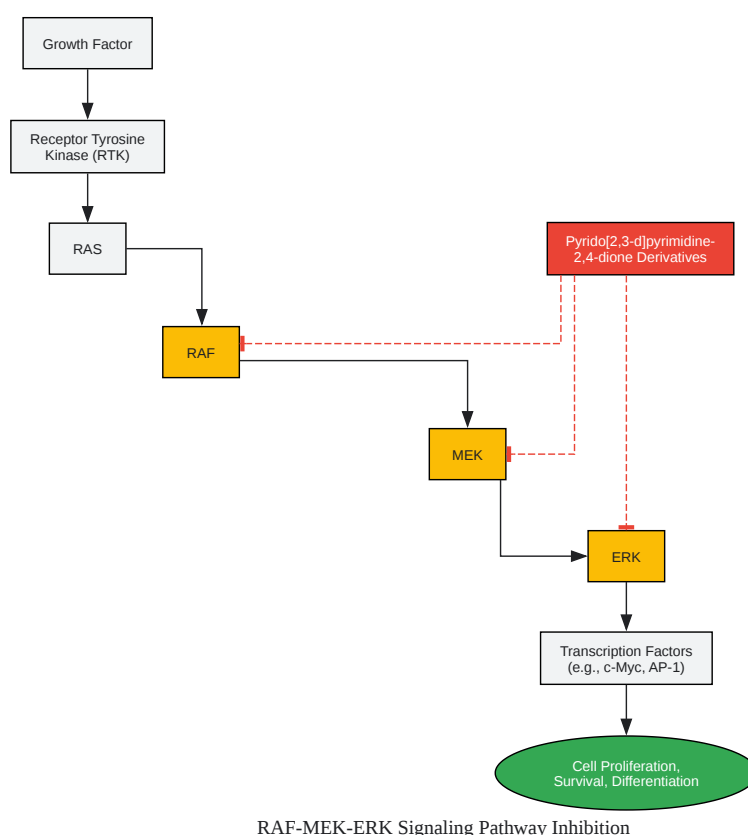 Growth Factor
Receptor Tyrosine
Kinase (RTK)
RAS
Pyrido[2,3-d]pyrimidine-
2,4-dione Derivatives
RAF
MEK
ERK
Transcription Factors
(e.g., c-Myc, AP-1)
Cell Proliferation,
Survival, Differentiation
RAF-MEK-ERK Signaling Pathway Inhibition